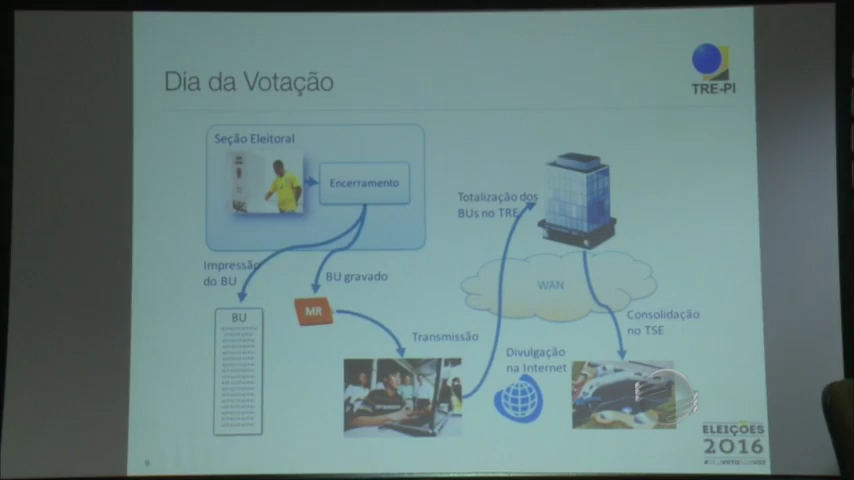 Dia da Votação
TRE-PI
Seção Eleitoral
Encerramento
Totalização dos
BUs no TRE
Impressão
do BU
BU gravado
WAN
BU
MR
Transmissão
Consolidação
no TSE
Divulgação
na Internet
ELEIÇÕES
2016
9